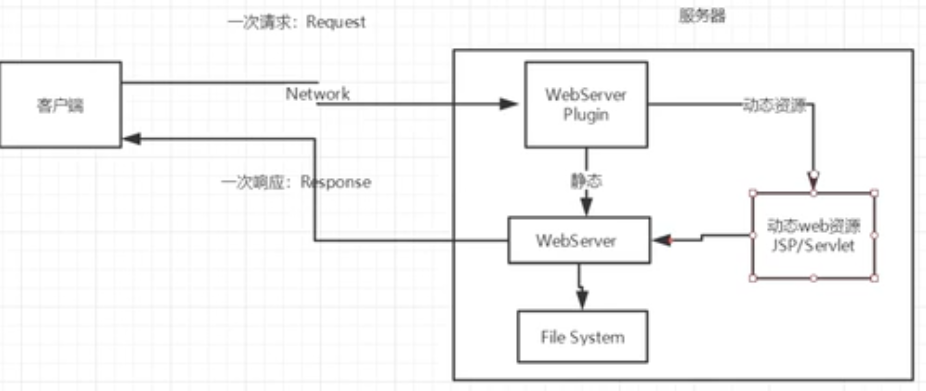 一次请求：Request
服务器
客户端
Network
WebServer
Plugin
动态资源
一次响应：Response
静态
动态web资源
JSP/Servlet
WebServer
File System